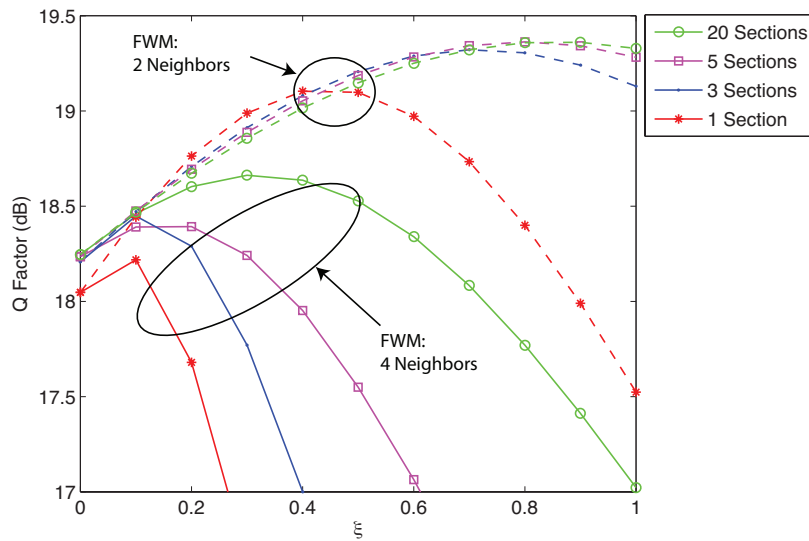 19.5
19
18.5
18
17.5
17
Q Factor (dB)
0
0.2
0.4
0.6
0.8
1
ξ
FWM:
2 Neighbors
FWM:
4 Neighbors
20 Sections
5 Sections
3 Sections
1 Section